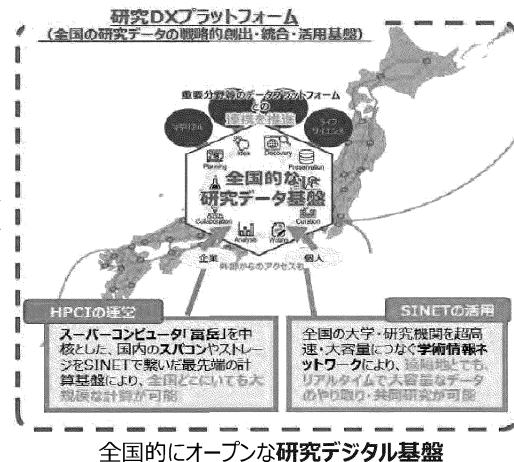 研究DXプラットフォーム
（全国の研究データの戦略的創出・統合・活用基盤）
重要分野等のデータプラットフォーム
との
連携を推進
マテリアル
ライフ
サイエンス
Planning
Idea
Discovery
Preservation
全国的な
研究データ基盤
Collaboration
Curation
Analysis
Writing
企業
個人
外部からのアクセス も
HPCIの運営
スーパーコンピュータ「富岳」を中
核とした、国内のスパコンやストレー
ジをSINETで繋いだ最先端の計
算基盤により、全国どこにいても大
規模な計算が可能
SINETの活用
全国の大学・研究機関を超高
速・大容量につなぐ学術情報ネ
ットワークにより、遠隔地とでも、
リアルタイムで大容量なデータ
のやり取り・共同研究が可能
全国的にオープンな研究デジタル基盤